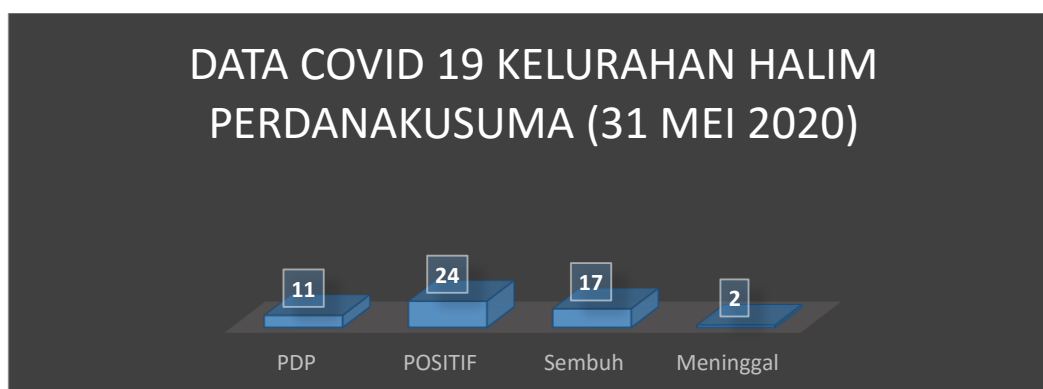 DATA COVID 19 KELURAHAN HALIM
PERDANAKUSUMA (31 MEI 2020)
11 24 17 2
PDP POSITIF Sembuh Meninggal